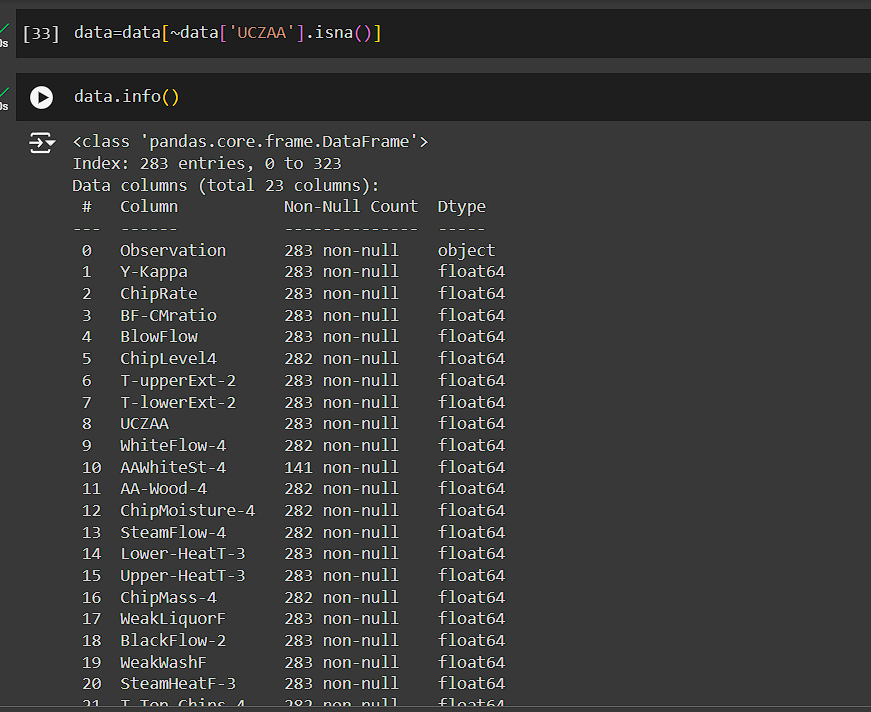 [33] data=data[~data['UCZAA'].isna()]
0s
data.info()
0s
<class 'pandas.core.frame.DataFrame'>
Index: 283 entries, 0 to 323
Data columns (total 23 columns):
 #   Column         Non-Null Count  Dtype
---  ------         --------------  -----
 0   Observation    283 non-null    object
 1   Y-Kappa        283 non-null    float64
 2   ChipRate       283 non-null    float64
 3   BF-CMratio     283 non-null    float64
 4   BlowFlow       283 non-null    float64
 5   ChipLevel4     282 non-null    float64
 6   T-upperExt-2   283 non-null    float64
 7   T-lowerExt-2   283 non-null    float64
 8   UCZAA          283 non-null    float64
 9   WhiteFlow-4    282 non-null    float64
 10  AAWhiteSt-4    141 non-null    float64
 11  AA-Wood-4      282 non-null    float64
 12  ChipMoisture-4 282 non-null    float64
 13  SteamFlow-4    282 non-null    float64
 14  Lower-HeatT-3  283 non-null    float64
 15  Upper-HeatT-3  283 non-null    float64
 16  ChipMass-4     282 non-null    float64
 17  WeakLiquorF    283 non-null    float64
 18  BlackFlow-2    283 non-null    float64
 19  WeakWashF      283 non-null    float64
 20  SteamHeatF-3   283 non-null    float64
 21  T-Top-Chips-4  282 non-null    float64